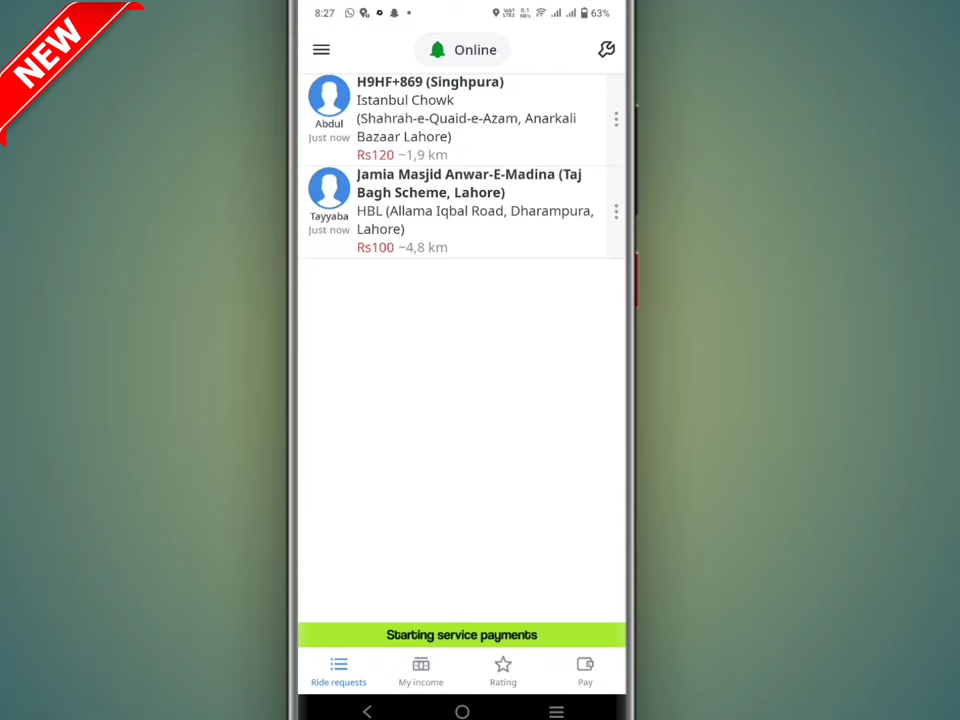 NEW
8:27
63%
Online
H9HF+869 (Singhpura)
Istanbul Chowk
(Shahrah-e-Quaid-e-Azam, Anarkali
Bazaar Lahore)
Rs120 ~1,9 km
Abdul
Just now
Jamia Masjid Anwar-E-Madina (Taj
Bagh Scheme, Lahore)
HBL (Allama Iqbal Road, Dharampura,
Lahore)
Rs100 ~4,8 km
Tayyaba
Just now
Starting service payments
Ride requests
My income
Rating
Pay